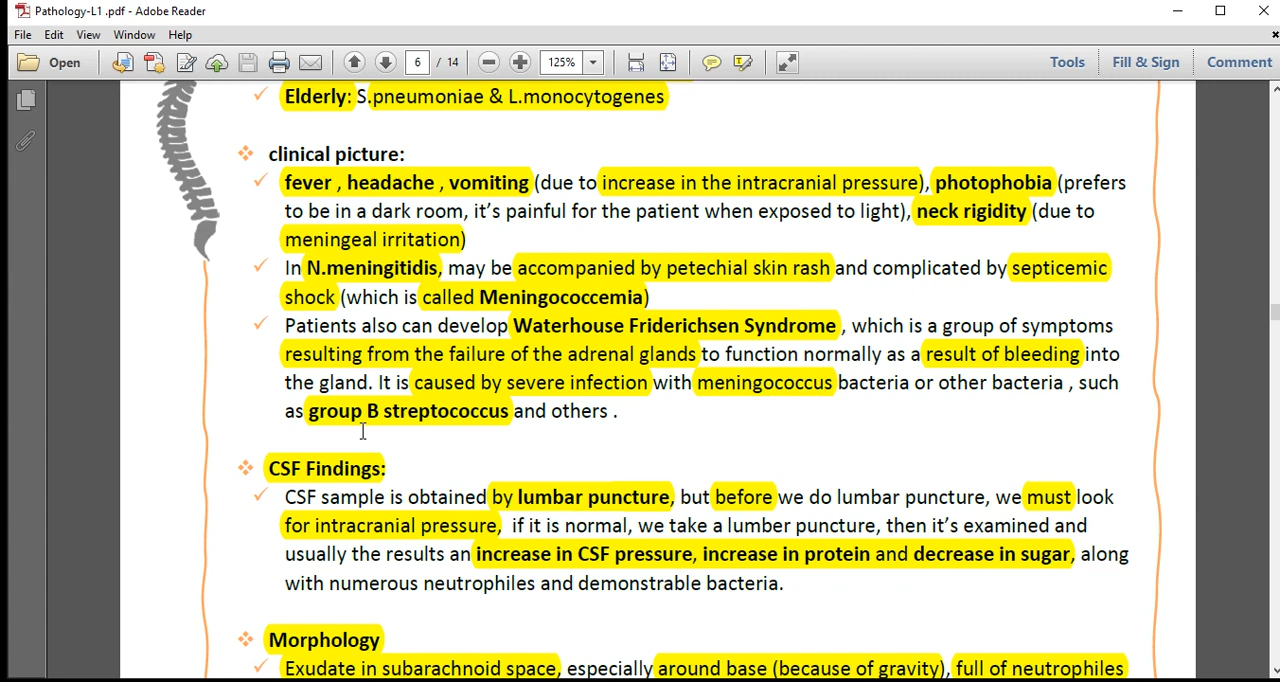 Pathology-L1 .pdf - Adobe Reader
File Edit View Window Help
Open 6 / 14 125% Tools Fill & Sign Comment
✓ Elderly: S.pneumoniae & L.monocytogenes
❖ clinical picture:
✓ fever , headache , vomiting (due to increase in the intracranial pressure), photophobia (prefers
to be in a dark room, it's painful for the patient when exposed to light), neck rigidity (due to
meningeal irritation)
✓ In N.meningitidis, may be accompanied by petechial skin rash and complicated by septicemic
shock (which is called Meningococcemia)
✓ Patients also can develop Waterhouse Friderichsen Syndrome , which is a group of symptoms
resulting from the failure of the adrenal glands to function normally as a result of bleeding into
the gland. It is caused by severe infection with meningococcus bacteria or other bacteria , such
as group B streptococcus and others .
❖ CSF Findings:
✓ CSF sample is obtained by lumbar puncture, but before we do lumbar puncture, we must look
for intracranial pressure, if it is normal, we take a lumber puncture, then it's examined and
usually the results an increase in CSF pressure, increase in protein and decrease in sugar, along
with numerous neutrophiles and demonstrable bacteria.
❖ Morphology
✓ Exudate in subarachnoid space, especially around base (because of gravity), full of neutrophiles